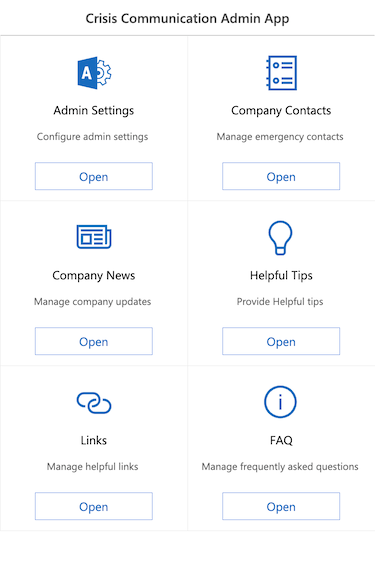 Crisis Communication Admin App
A
Admin Settings
Configure admin settings
Open
Company Contacts
Manage emergency contacts
Open
Company News
Manage company updates
Open
Helpful Tips
Provide Helpful tips
Open
Links
Manage helpful links
Open
i
FAQ
Manage frequently asked questions
Open